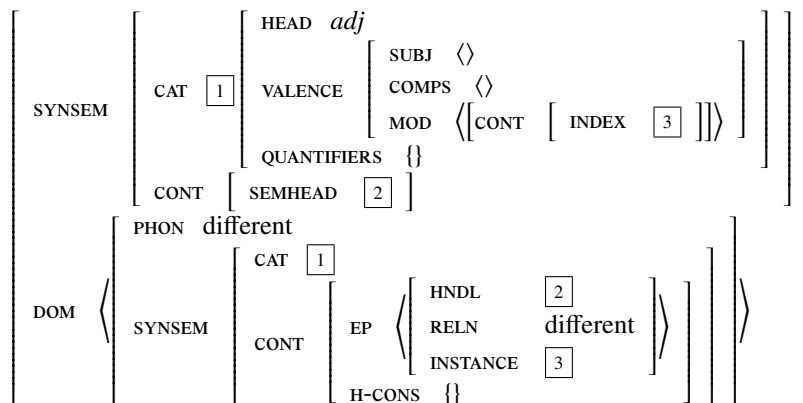 HEAD adj
SUBJ ⟨⟩
CAT 1 VALENCE COMPS ⟨⟩
SYNSEM MOD ⟨[CONT [ INDEX 3 ]]⟩
QUANTIFIERS {}
CONT [ SEMHEAD 2 ]
PHON different
CAT 1
HNDL 2
DOM ⟨ SYNSEM CONT EP ⟨ RELN different ⟩ ⟩
INSTANCE 3
H-CONS {}